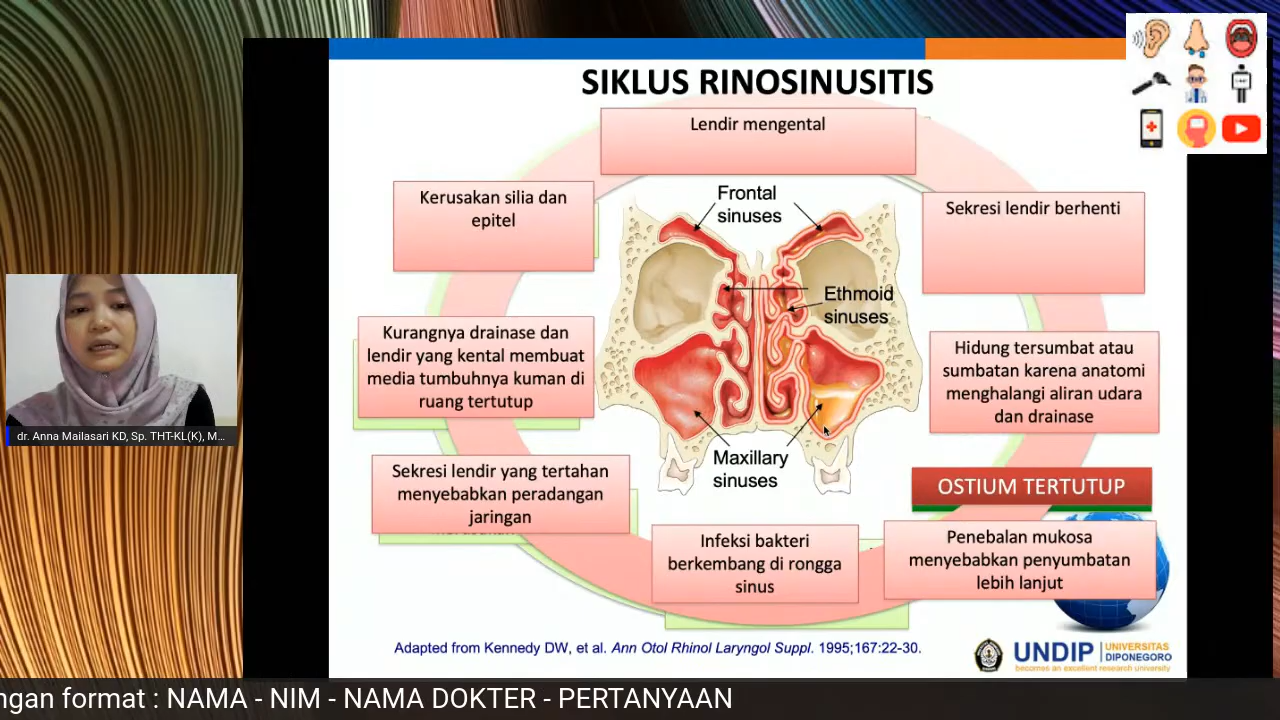 SIKLUS RINOSINUSITIS
Lendir mengental
Kerusakan silia dan
epitel
Frontal
sinuses
Sekresi lendir berhenti
Ethmoid
sinuses
Kurangnya drainase dan
lendir yang kental membuat
media tumbuhnya kuman di
ruang tertutup
Hidung tersumbat atau
sumbatan karena anatomi
menghalangi aliran udara
dan drainase
Maxillary
sinuses
Sekresi lendir yang tertahan
menyebabkan peradangan
jaringan
OSTIUM TERTUTUP
Infeksi bakteri
berkembang di rongga
sinus
Penebalan mukosa
menyebabkan penyumbatan
lebih lanjut
Adapted from Kennedy DW, et al. Ann Otol Rhinol Laryngol Suppl. 1995;167:22-30.
UNDIP UNIVERSITAS
DIPONEGORO
becomes an excellent research university
dr. Anna Mailasari KD, Sp. THT-KL(K), M...
ngan format : NAMA - NIM - NAMA DOKTER - PERTANYAAN